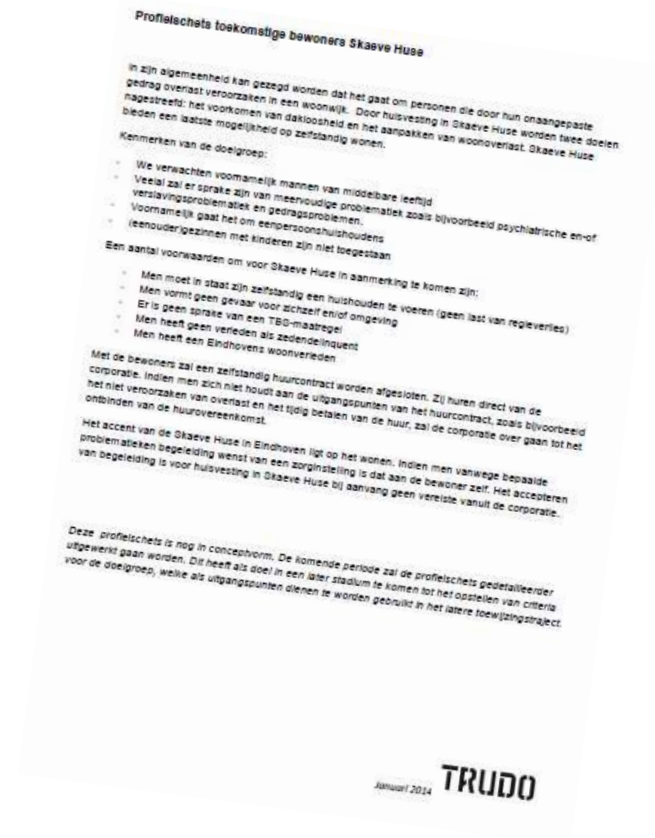 Profielschets toekomstige bewoners Skaeve Huse
In zijn algemeenheid kan gezegd worden dat het gaat om personen die door hun onaangepaste
gedrag overlast veroorzaken in een woonwijk. Door huisvesting in Skaeve Huse worden twee doelen
nagestreefd: het voorkomen van dakloosheid en het aanpakken van woonoverlast. Skaeve Huse
bieden een laatste mogelijkheid op zelfstandig wonen.
Kenmerken van de doelgroep:
- We verwachten voornamelijk mannen van middelbare leeftijd
- Veelal zal er sprake zijn van meervoudige problematiek zoals bijvoorbeeld psychiatrische en-of
verslavingsproblematiek en gedragsproblemen.
- Voornamelijk gaat het om eenpersoonshuishoudens
- (eenouder)gezinnen met kinderen zijn niet toegestaan
Een aantal voorwaarden om voor Skaeve Huse in aanmerking te komen zijn:
- Men moet in staat zijn zelfstandig een huishouden te voeren (geen last van regieverlies)
- Men vormt geen gevaar voor zichzelf en/of omgeving
- Er is geen sprake van een TBS-maatregel
- Men heeft geen verleden als zedendelinquent
- Men heeft een Eindhovens woonverleden
Met de bewoners zal een zelfstandig huurcontract worden afgesloten. Zij huren direct van de
corporatie. Indien men zich niet houdt aan de uitgangspunten van het huurcontract, zoals bijvoorbeeld
het niet veroorzaken van overlast en het tijdig betalen van de huur, zal de corporatie over gaan tot het
ontbinden van de huurovereenkomst.
Het accent van de Skaeve Huse in Eindhoven ligt op het wonen. Indien men vanwege bepaalde
problematieken begeleiding wenst van een zorginstelling is dat aan de bewoner zelf. Het accepteren
van begeleiding is voor huisvesting in Skaeve Huse bij aanvang geen vereiste vanuit de corporatie.
Deze profielschets is nog in conceptvorm. De komende periode zal de profielschets gedetailleerder
uitgewerkt gaan worden. Dit heeft als doel in een later stadium te komen tot het opstellen van criteria
voor de doelgroep, welke als uitgangspunten dienen te worden gebruikt in het latere toewijzingstraject.
Januari 2014 TRUDO